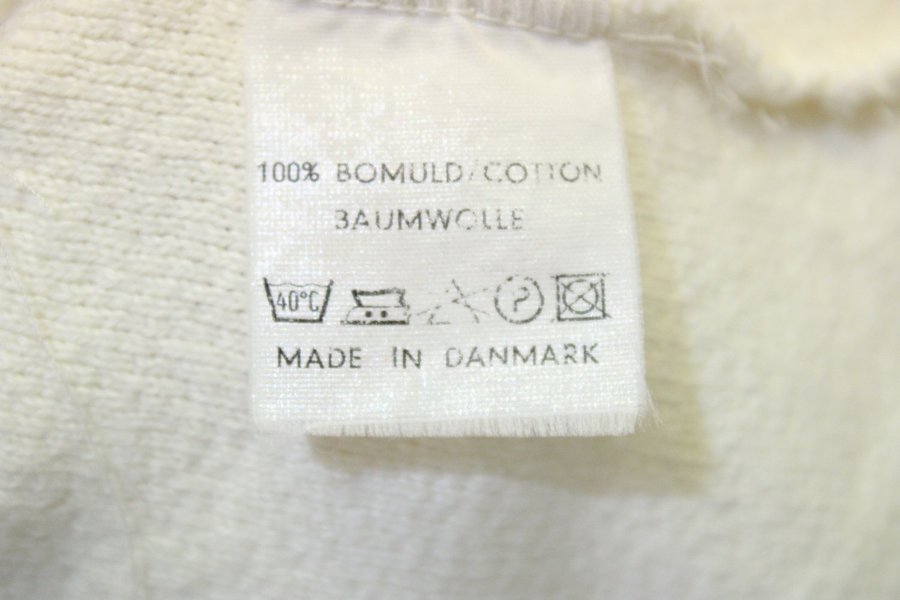 100% BOMULD/COTTON
BAUMWOLLE
40°C P
MADE IN DANMARK